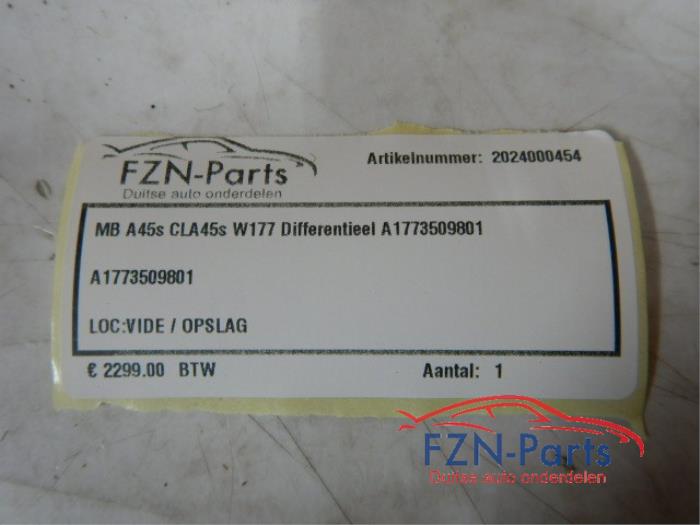 FZN-Parts
Duitse auto onderdelen
Artikelnummer: 2024000454
MB A45s CLA45s W177 Differentieel A1773509801
A1773509801
LOC:VIDE / OPSLAG
€ 2299.00 BTW
Aantal: 1
FZN-Parts
Duitse auto onderdelen